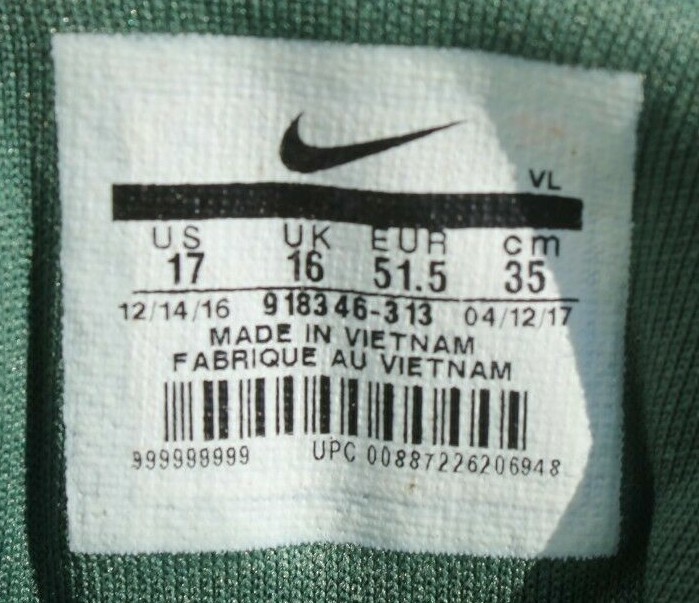 VL
US UK EUR cm
17 16 51.5 35
12/14/16 918346-313 04/12/17
MADE IN VIETNAM
FABRIQUE AU VIETNAM
999999999 UPC 00887226206948